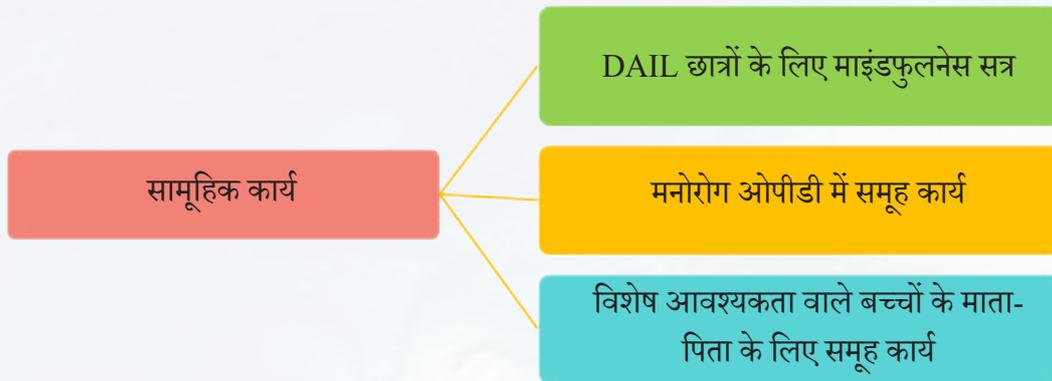 सामूहिक कार्य
DAIL छात्रों के लिए माइंडफुलनेस सत्र
मनोरोग ओपीडी में समूह कार्य
विशेष आवश्यकता वाले बच्चों के माता-
पिता के लिए समूह कार्य